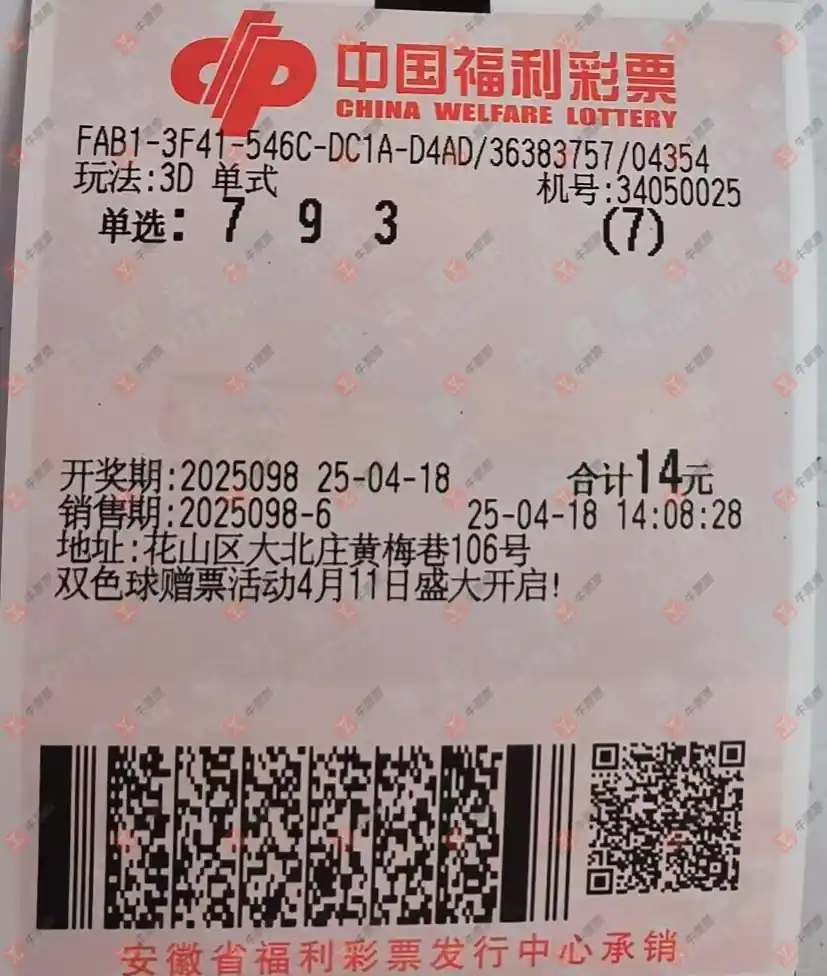 中国福利彩票
CHINA WELFARE LOTTERY
FAB1-3F41-546C-DC1A-D4AD/36383757/04354
玩法:3D 单式 机号:34050025
单选: 7 9 3 (7)
开奖期:2025098 25-04-18 合计14元
销售期:2025098-6 25-04-18 14:08:28
地址:花山区大北庄黄梅巷106号
双色球赠票活动4月11日盛大开启!
安徽省福利彩票发行中心承销